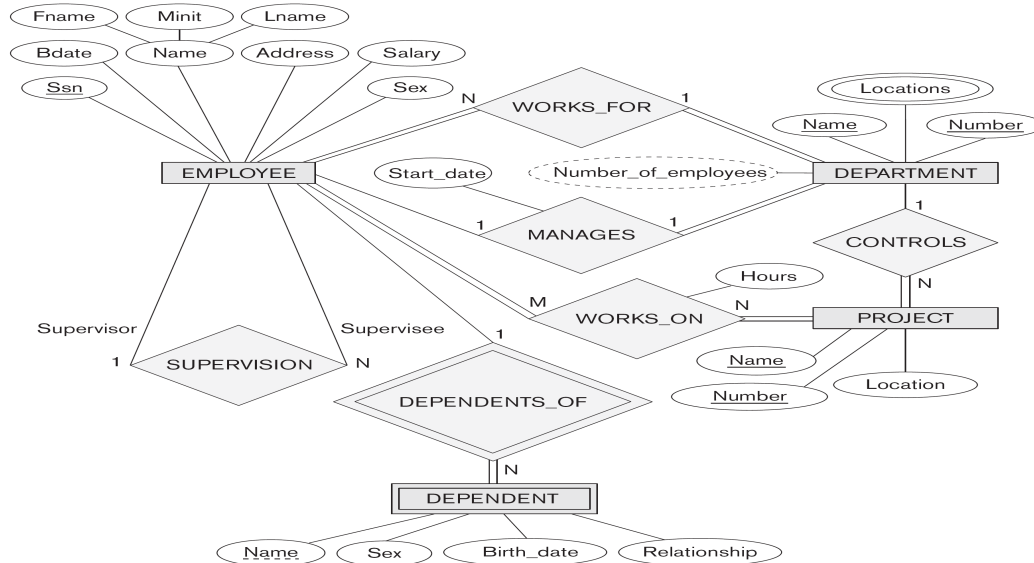 Fname Minit Lname
Bdate Name Address Salary
Ssn Sex
N WORKS_FOR 1
Locations
Name Number
EMPLOYEE
Start_date
Number_of_employees
DEPARTMENT
1 MANAGES 1
1
CONTROLS
N
Hours
M WORKS_ON N
PROJECT
Name
Number
Location
Supervisor Supervisee
1 SUPERVISION N
1
DEPENDENTS_OF
N
DEPENDENT
Name Sex Birth_date Relationship